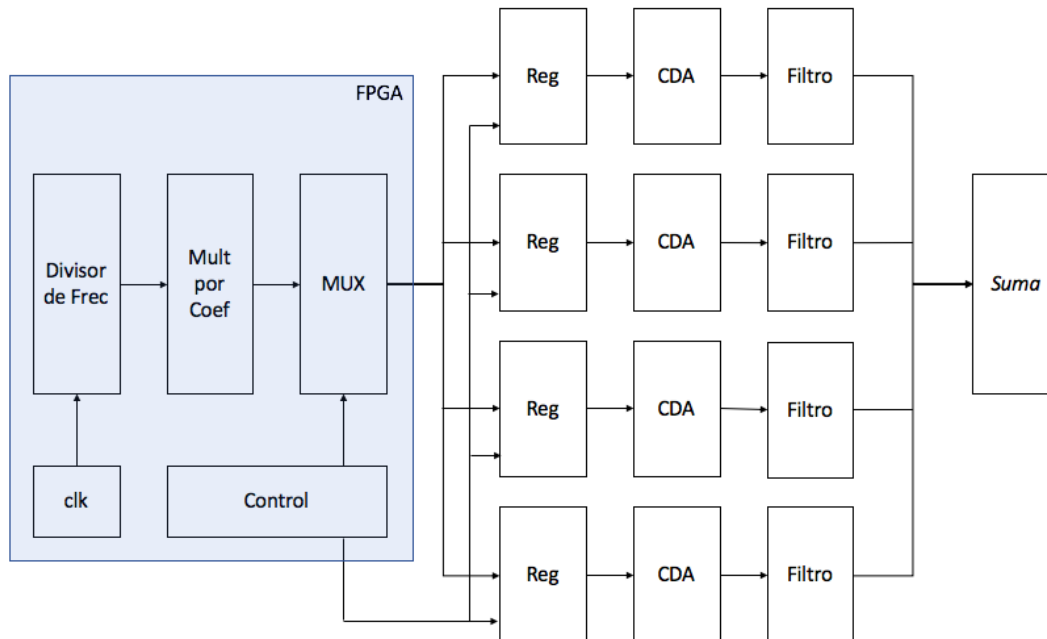 FPGA
Divisor
de Frec
Mult
por
Coef
MUX
clk
Control
Reg
CDA
Filtro
Reg
CDA
Filtro
Reg
CDA
Filtro
Reg
CDA
Filtro
Suma